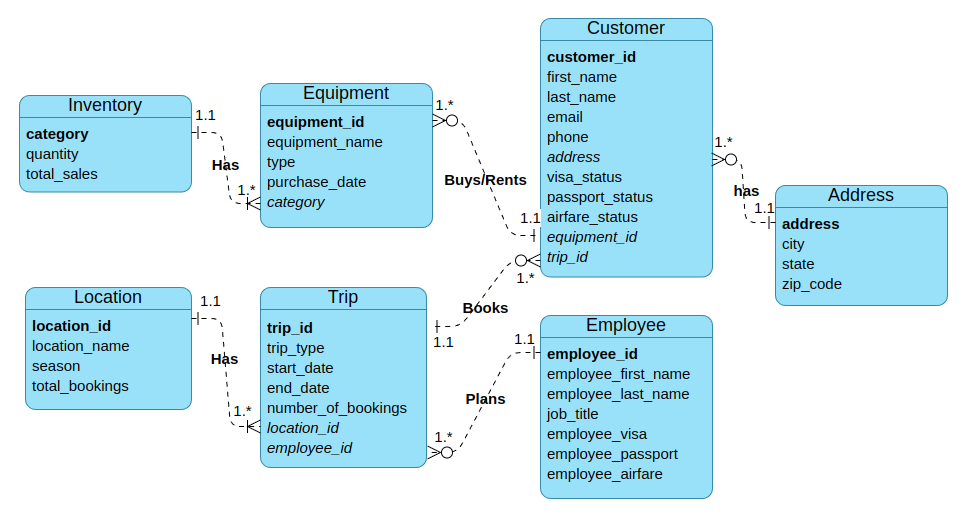 Inventory
category
quantity
total_sales
1.1
Has
1.*
Equipment
equipment_id
equipment_name
type
purchase_date
category
1.*
Buys/Rents
1.1
Customer
customer_id
first_name
last_name
email
phone
address
visa_status
passport_status
airfare_status
equipment_id
trip_id
1.*
has
1.1
Address
address
city
state
zip_code
Location
location_id
location_name
season
total_bookings
1.1
Has
1.*
Trip
trip_id
trip_type
start_date
end_date
number_of_bookings
location_id
employee_id
1.*
Books
1.1
1.1
Plans
1.*
Employee
employee_id
employee_first_name
employee_last_name
job_title
employee_visa
employee_passport
employee_airfare